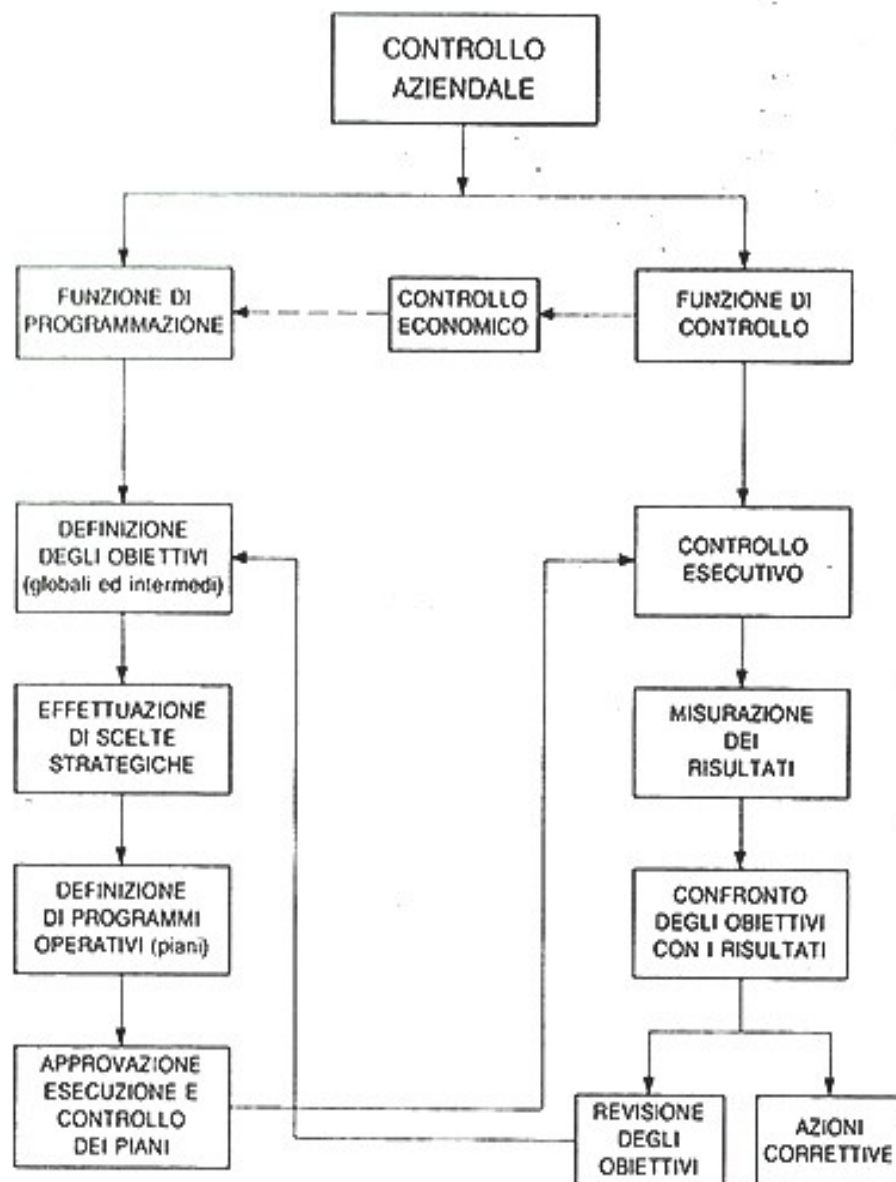 CONTROLLO
AZIENDALE
FUNZIONE DI
PROGRAMMAZIONE
CONTROLLO
ECONOMICO
FUNZIONE DI
CONTROLLO
DEFINIZIONE
DEGLI OBIETTIVI
(globali ed intermedi)
CONTROLLO
ESECUTIVO
EFFETTUAZIONE
DI SCELTE
STRATEGICHE
MISURAZIONE
DEI
RISULTATI
DEFINIZIONE
DI PROGRAMMI
OPERATIVI (piani)
CONFRONTO
DEGLI OBIETTIVI
CON I RISULTATI
APPROVAZIONE
ESECUZIONE E
CONTROLLO
DEI PIANI
REVISIONE
DEGLI
OBIETTIVI
AZIONI
CORRETTIVE